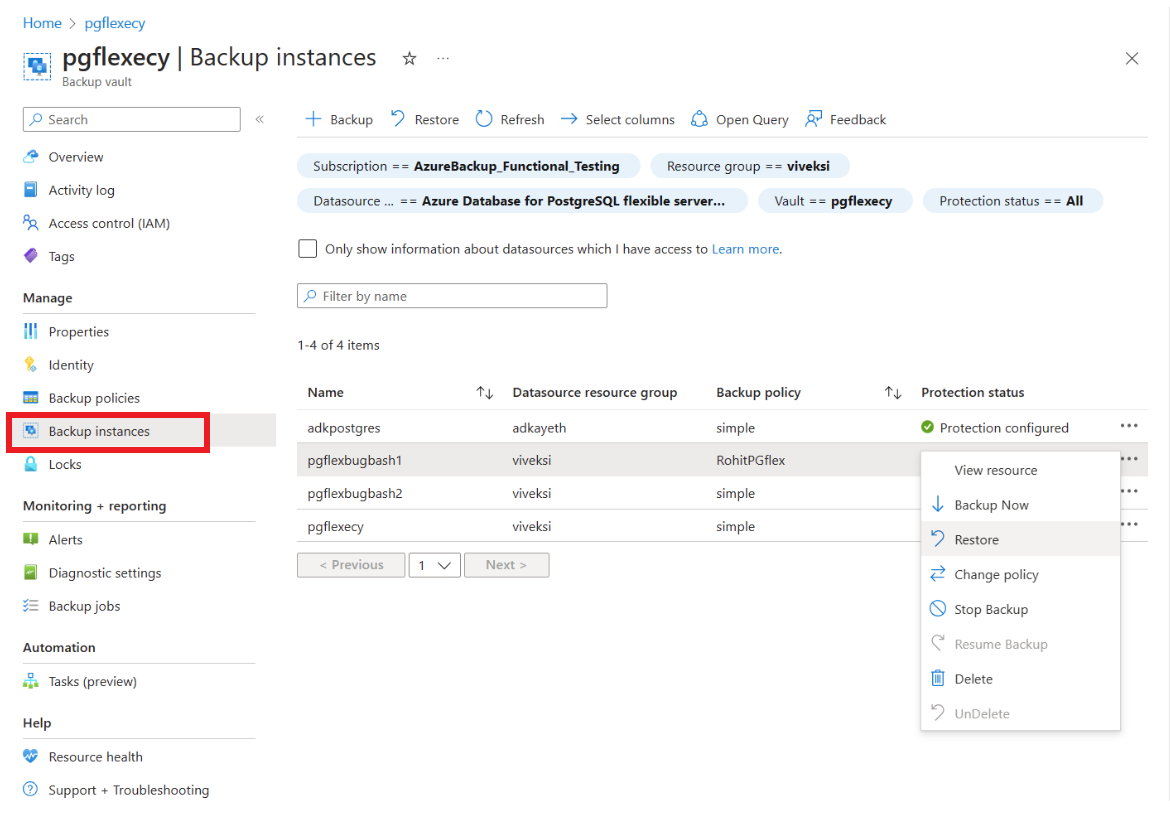 Home > pgflexecy
pgflexecy | Backup instances ...
Backup vault
Search «
Overview
Activity log
Access control (IAM)
Tags
Manage
Properties
Identity
Backup policies
Backup instances
Locks
Monitoring + reporting
Alerts
Diagnostic settings
Backup jobs
Automation
Tasks (preview)
Help
Resource health
Support + Troubleshooting
+ Backup Restore Refresh Select columns Open Query Feedback
Subscription == AzureBackup_Functional_Testing Resource group == viveksi
Datasource ... == Azure Database for PostgreSQL flexible server... Vault == pgflexecy Protection status == All
Only show information about datasources which I have access to Learn more.
Filter by name
1-4 of 4 items
Name Datasource resource group Backup policy Protection status
adkpostgres adkayeth simple Protection configured ...
pgflexbugbash1 viveksi RohitPGflex ...
pgflexbugbash2 viveksi simple ...
pgflexecy viveksi simple ...
< Previous 1 Next >
View resource
Backup Now
Restore
Change policy
Stop Backup
Resume Backup
Delete
UnDelete